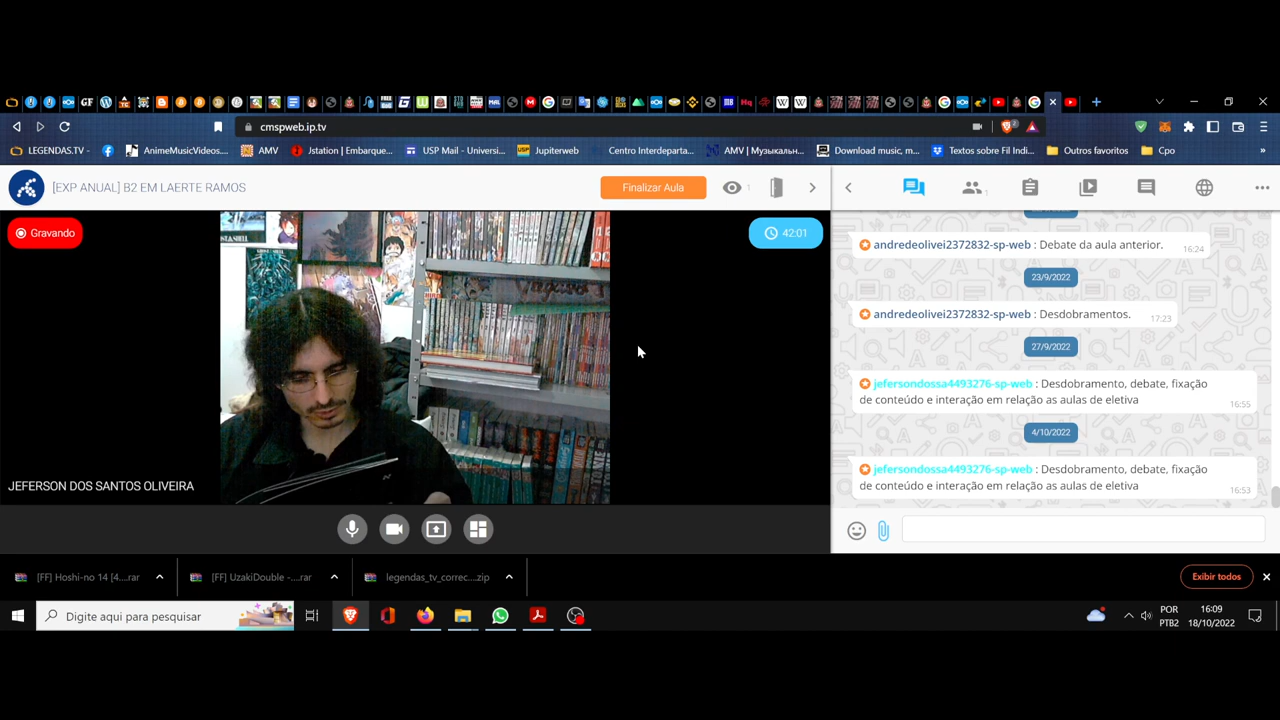 cmspweb.ip.tv
LEGENDAS.TV -
AnimeMusicVideos...
AMV
Jstation | Embarque...
USP Mail - Universi...
Jupiterweb
Centro Interdeparta...
AMV | Музыкальн...
Download music, m...
Textos sobre Fil Indi...
Outros favoritos
Cpo
[EXP ANUAL] B2 EM LAERTE RAMOS
Finalizar Aula
1
1
Gravando
42:01
andredeolivei2372832-sp-web : Debate da aula anterior.
16:24
23/9/2022
andredeolivei2372832-sp-web : Desdobramentos.
17:23
27/9/2022
jefersondossa4493276-sp-web : Desdobramento, debate, fixação
de conteúdo e interação em relação as aulas de eletiva
16:55
4/10/2022
jefersondossa4493276-sp-web : Desdobramento, debate, fixação
de conteúdo e interação em relação as aulas de eletiva
16:53
JEFERSON DOS SANTOS OLIVEIRA
[FF] Hoshi-no 14 [4....rar
[FF] UzakiDouble -....rar
legendas_tv_correc....zip
Exibir todos
Digite aqui para pesquisar
POR
PTB2
16:09
18/10/2022